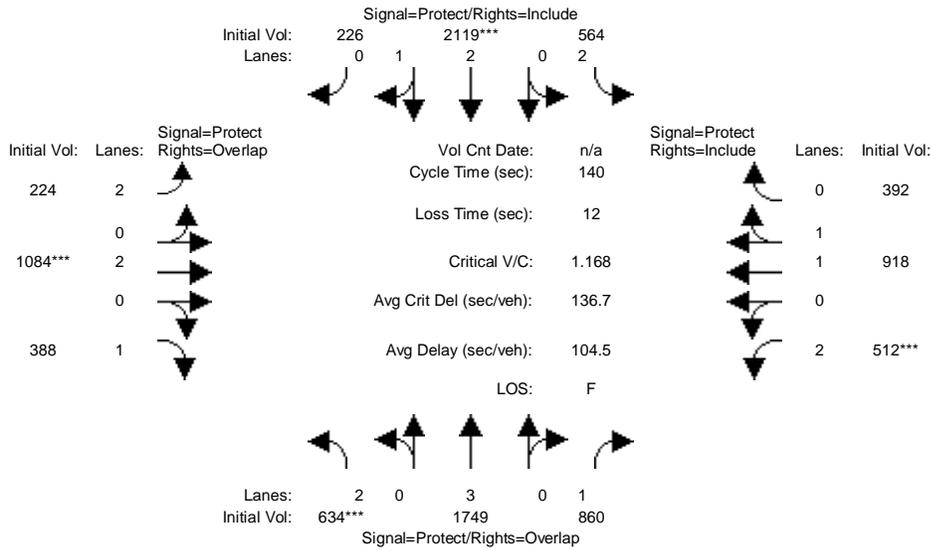 Signal=Protect/Rights=Include
Initial Vol: 226 2119*** 564
Lanes: 0 1 2 0 2
Signal=Protect
Initial Vol: Lanes: Rights=Overlap
Vol Cnt Date: n/a
Signal=Protect
Rights=Include Lanes: Initial Vol:
Cycle Time (sec): 140
224 2 0 392
Loss Time (sec): 12
0 1
1084*** 2 Critical V/C: 1.168 1 918
0 Avg Crit Del (sec/veh): 136.7 0
388 1 Avg Delay (sec/veh): 104.5 2 512***
LOS: F
Lanes: 2 0 3 0 1
Initial Vol: 634*** 1749 860
Signal=Protect/Rights=Overlap